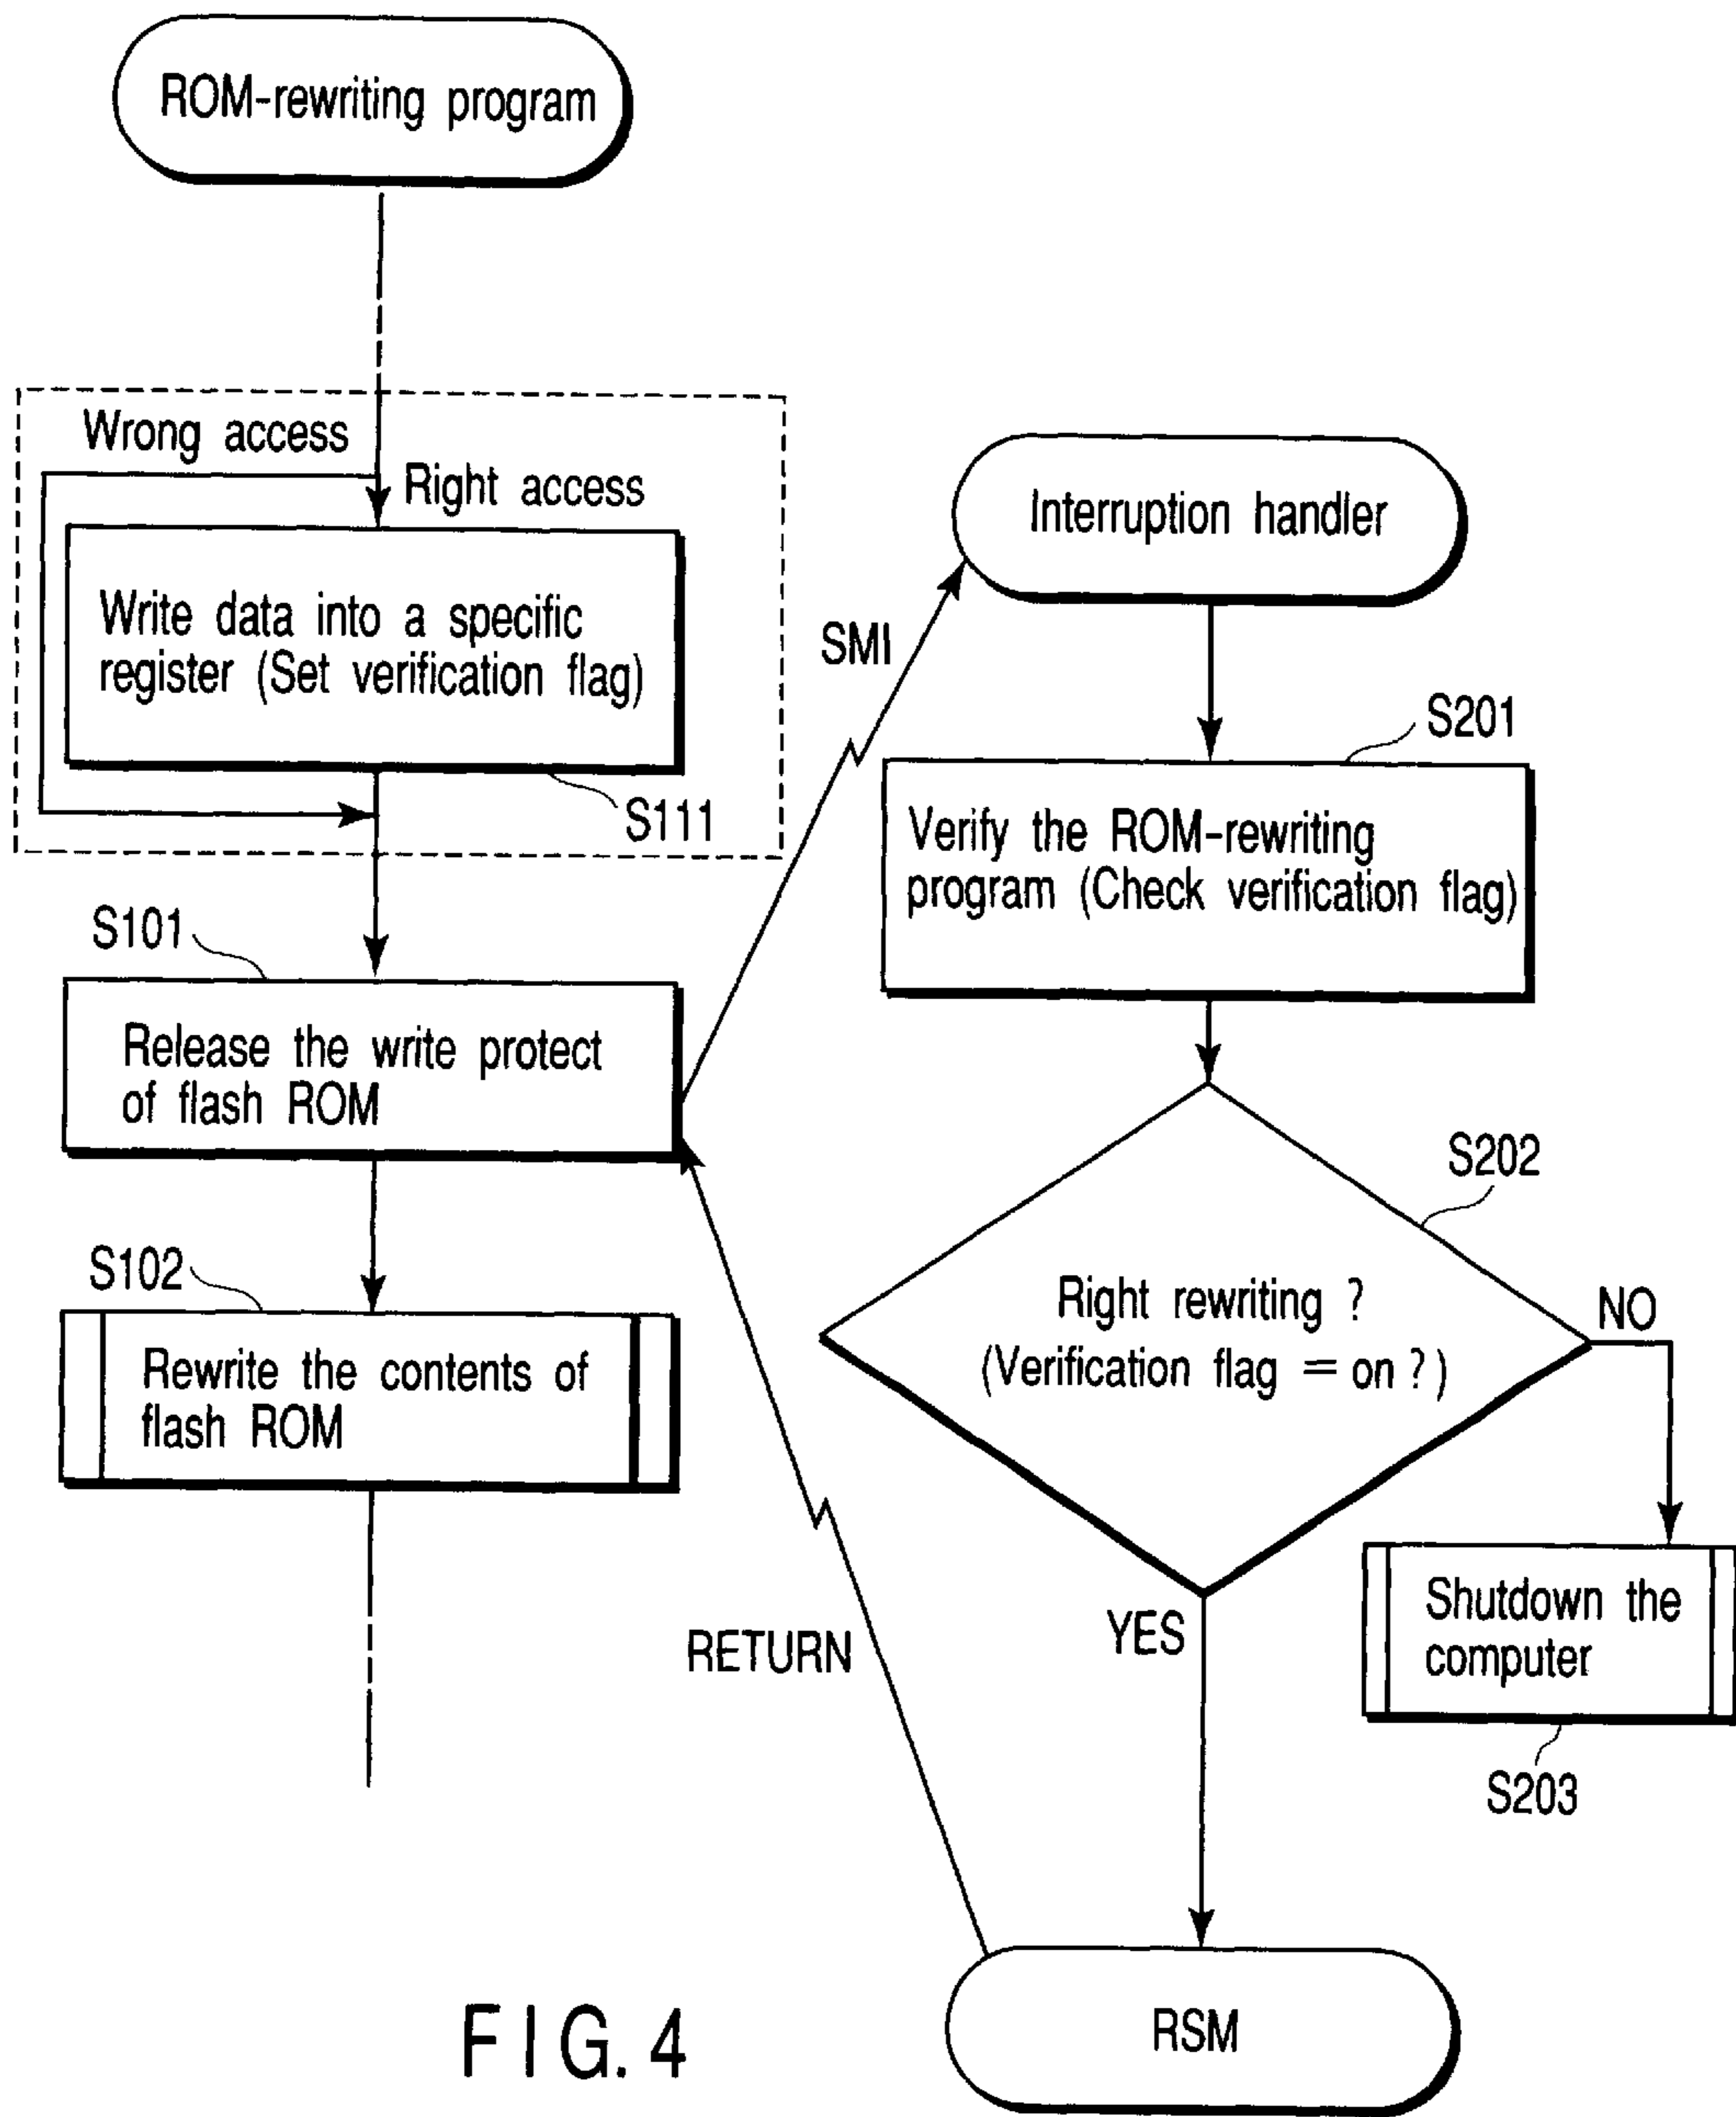 ROM-rewriting program
Wrong access
Right access
Write data into a specific
register (Set verification flag)
S111
S101
Release the write protect
of flash ROM
S102
Rewrite the contents of
flash ROM
SMI
RETURN
Interruption handler
S201
Verify the ROM-rewriting
program (Check verification flag)
S202
Right rewriting ?
(Verification flag = on ? )
NO
YES
Shutdown the
computer
S203
RSM
FIG. 4